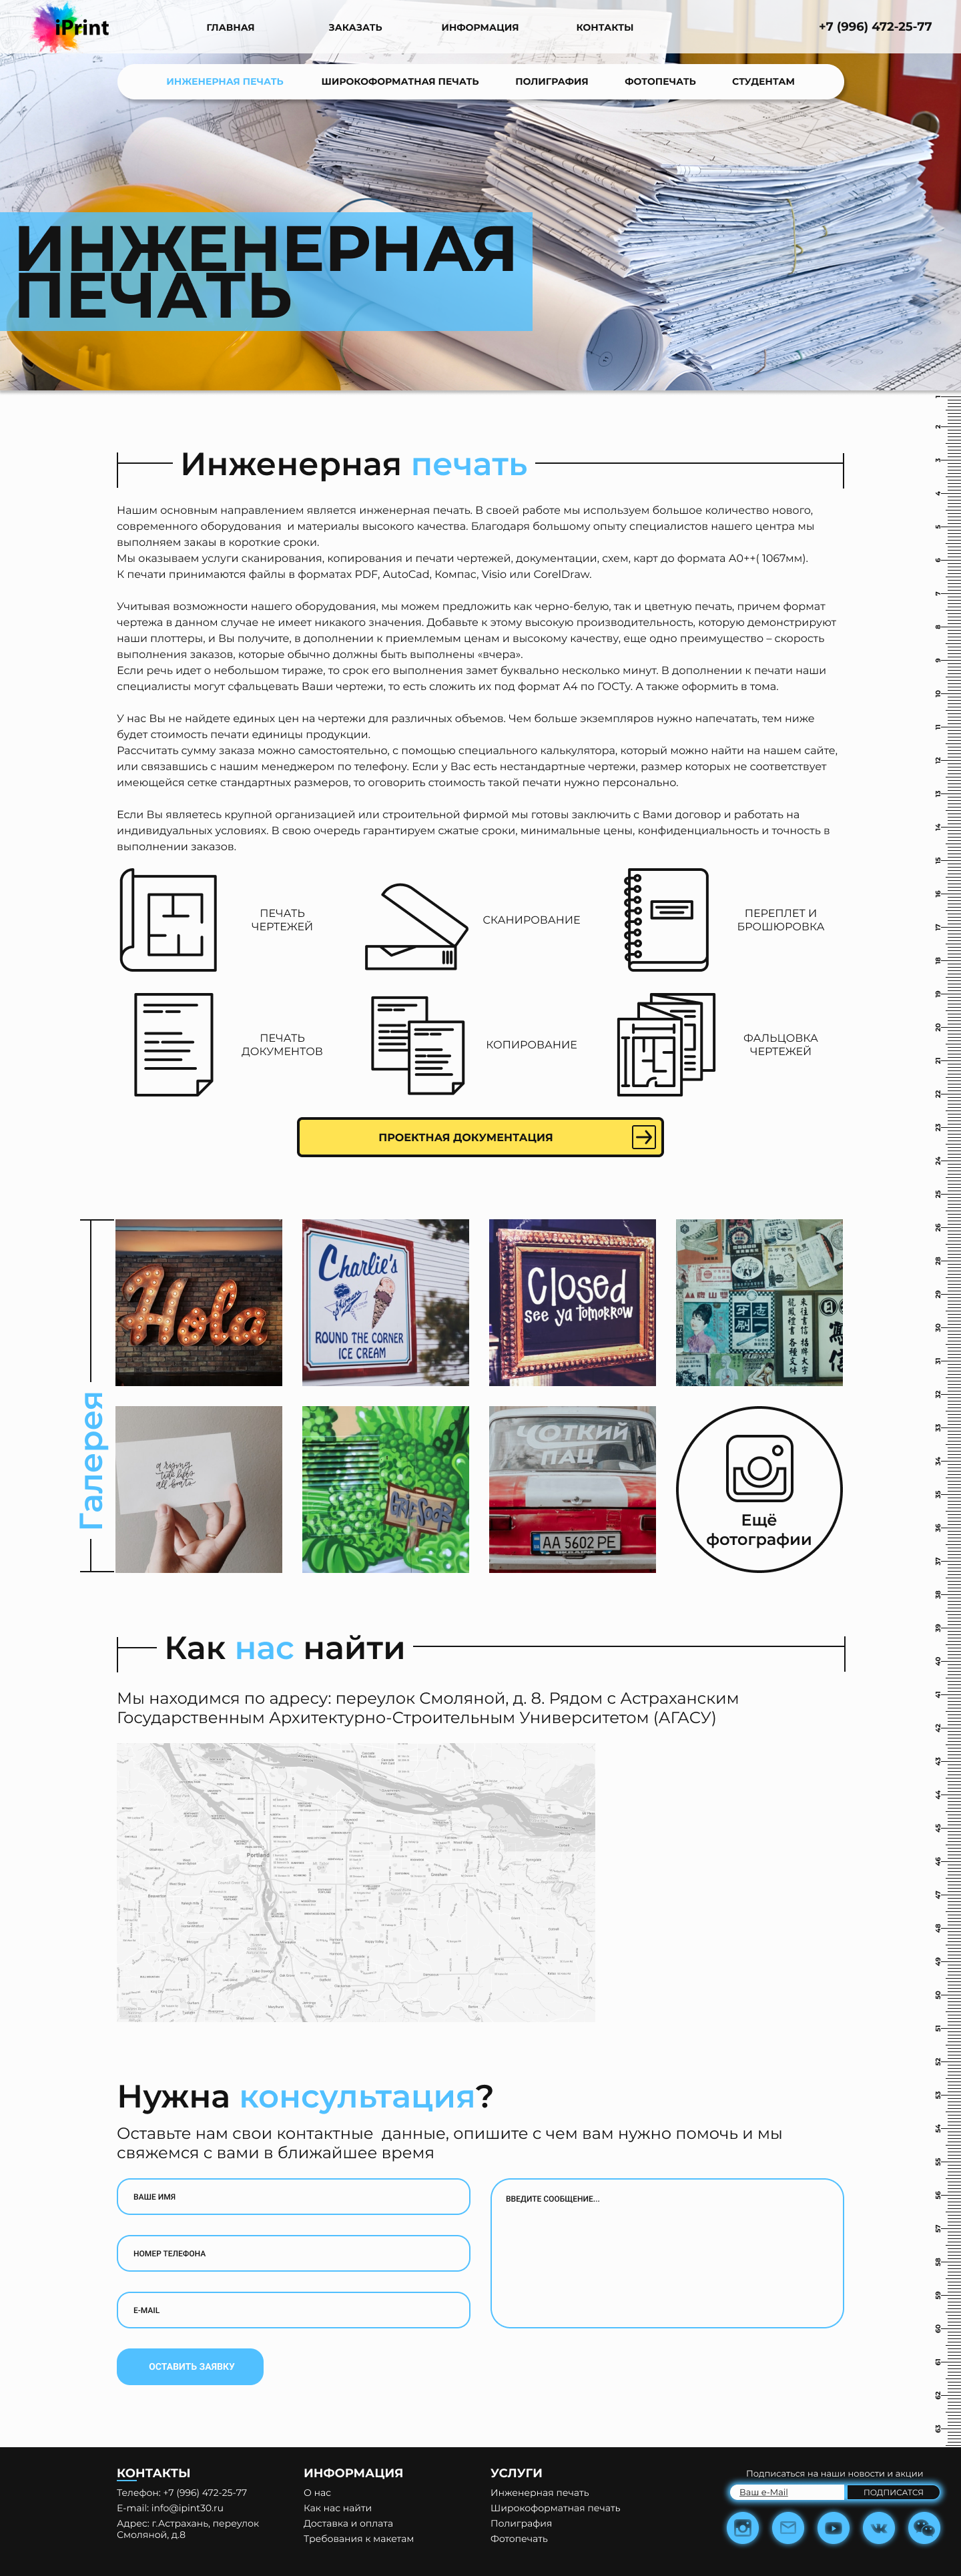 iPrint
ГЛАВНАЯ
ЗАКАЗАТЬ
ИНФОРМАЦИЯ
КОНТАКТЫ
+7 (996) 472-25-77
ИНЖЕНЕРНАЯ ПЕЧАТЬ
ШИРОКОФОРМАТНАЯ ПЕЧАТЬ
ПОЛИГРАФИЯ
ФОТОПЕЧАТЬ
СТУДЕНТАМ
ИНЖЕНЕРНАЯ
ПЕЧАТЬ
Инженерная печать
Нашим основным направлением является инженерная печать. В своей работе мы используем большое количество нового,
современного оборудования  и материалы высокого качества. Благодаря большому опыту специалистов нашего центра мы
выполняем закаы в короткие сроки.
Мы оказываем услуги сканирования, копирования и печати чертежей, документации, схем, карт до формата А0++( 1067мм).
К печати принимаются файлы в форматах PDF, AutoCad, Компас, Visio или CorelDraw.
Учитывая возможности нашего оборудования, мы можем предложить как черно-белую, так и цветную печать, причем формат
чертежа в данном случае не имеет никакого значения. Добавьте к этому высокую производительность, которую демонстрируют
наши плоттеры, и Вы получите, в дополнении к приемлемым ценам и высокому качеству, еще одно преимущество – скорость
выполнения заказов, которые обычно должны быть выполнены «вчера».
Если речь идет о небольшом тираже, то срок его выполнения замет буквально несколько минут. В дополнении к печати наши
специалисты могут сфальцевать Ваши чертежи, то есть сложить их под формат А4 по ГОСТу. А также оформить в тома.
У нас Вы не найдете единых цен на чертежи для различных объемов. Чем больше экземпляров нужно напечатать, тем ниже
будет стоимость печати единицы продукции.
Рассчитать сумму заказа можно самостоятельно, с помощью специального калькулятора, который можно найти на нашем сайте,
или связавшись с нашим менеджером по телефону. Если у Вас есть нестандартные чертежи, размер которых не соответствует
имеющейся сетке стандартных размеров, то оговорить стоимость такой печати нужно персонально.
Если Вы являетесь крупной организацией или строительной фирмой мы готовы заключить с Вами договор и работать на
индивидуальных условиях. В свою очередь гарантируем сжатые сроки, минимальные цены, конфиденциальность и точность в
выполнении заказов.
ПЕЧАТЬ
ЧЕРТЕЖЕЙ
СКАНИРОВАНИЕ
ПЕРЕПЛЕТ И
БРОШЮРОВКА
ПЕЧАТЬ
ДОКУМЕНТОВ
КОПИРОВАНИЕ
ФАЛЬЦОВКА
ЧЕРТЕЖЕЙ
ПРОЕКТНАЯ ДОКУМЕНТАЦИЯ
Галерея
Hola
Charlie's
ROUND THE CORNER
ICE CREAM
Closed
see ya tomorrow
a rising
tide lifts
all boats
АА 5602 РЕ
Ещё
фотографии
Как нас найти
Мы находимся по адресу: переулок Смоляной, д. 8. Рядом с Астраханским
Государственным Архитектурно-Строительным Университетом (АГАСУ)
Portland
Нужна консультация?
Оставьте нам свои контактные  данные, опишите с чем вам нужно помочь и мы
свяжемся с вами в ближайшее время
ВАШЕ ИМЯ
ВВЕДИТЕ СООБЩЕНИЕ...
НОМЕР ТЕЛЕФОНА
E-MAIL
ОСТАВИТЬ ЗАЯВКУ
КОНТАКТЫ
Телефон: +7 (996) 472-25-77
E-mail: info@ipint30.ru
Адрес: г.Астрахань, переулок
Смоляной, д.8
ИНФОРМАЦИЯ
О нас
Как нас найти
Доставка и оплата
Требования к макетам
УСЛУГИ
Инженерная печать
Широкоформатная печать
Полиграфия
Фотопечать
Подписаться на наши новости и акции
Ваш e-Mail
ПОДПИСАТСЯ